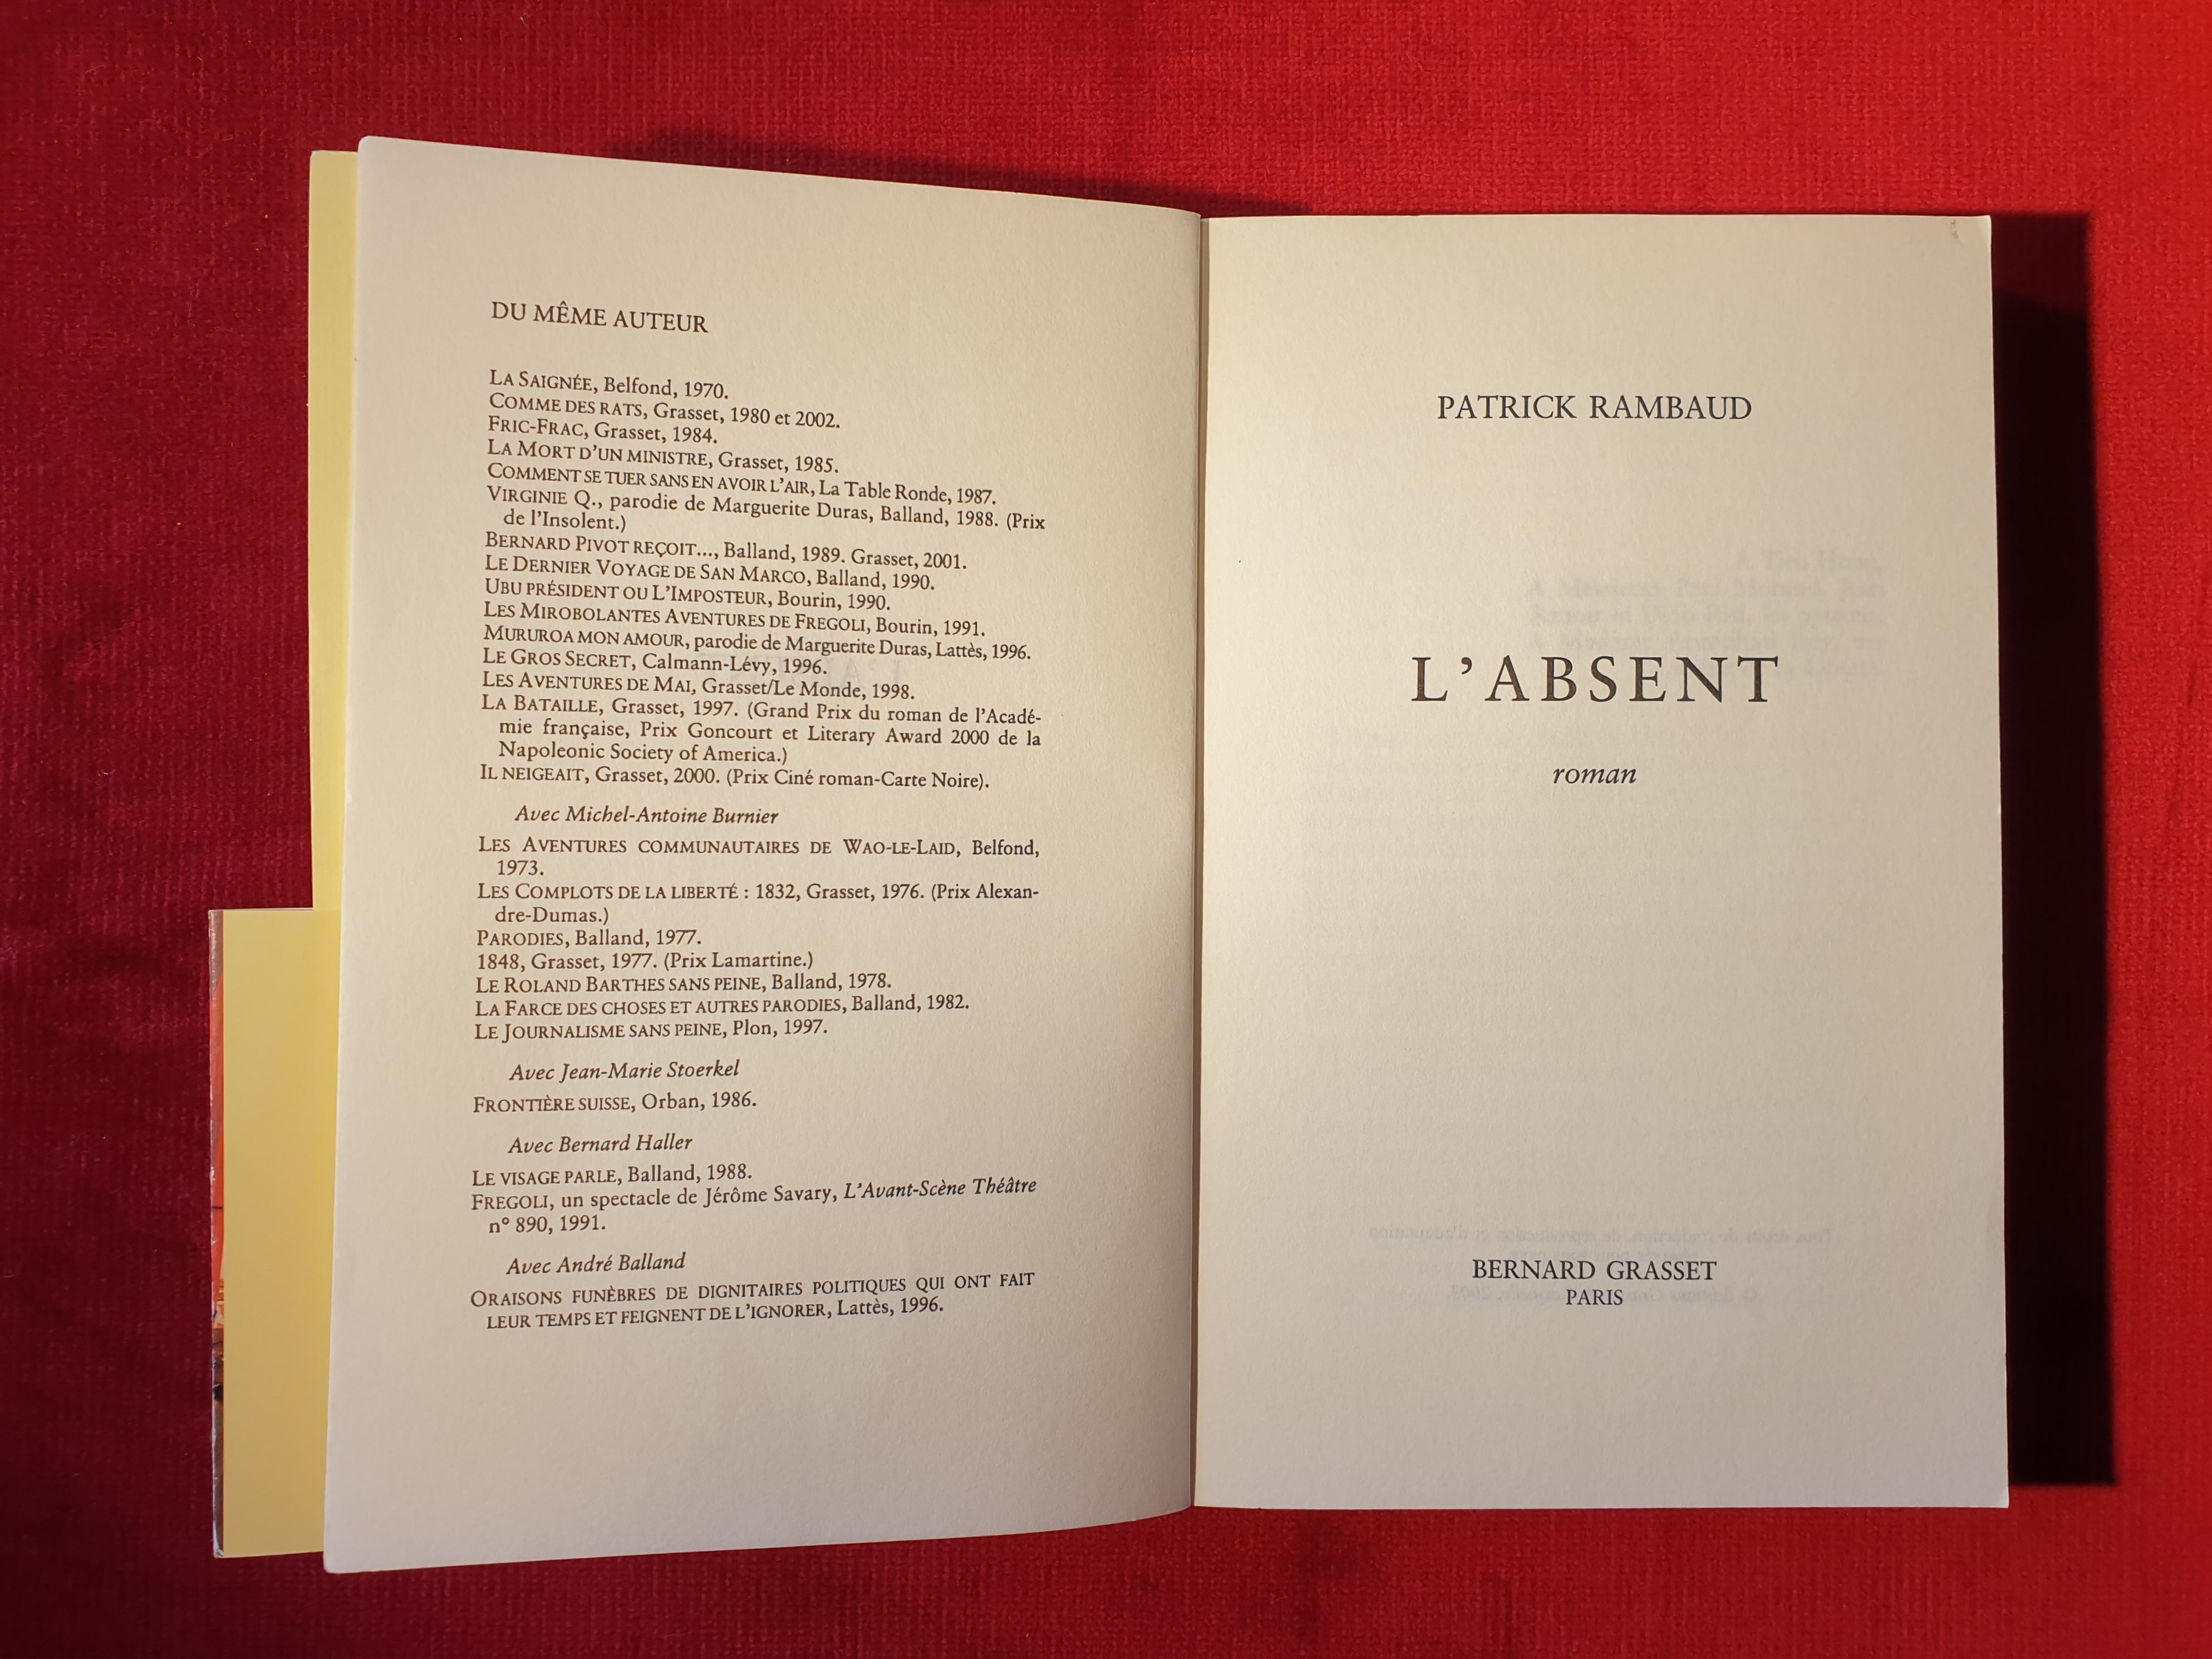 DU MÊME AUTEUR
LA SAIGNÉE, Belfond, 1970.
COMME DES RATS, Grasset, 1980 et 2002.
FRIC-FRAC, Grasset, 1984.
LA MORT D'UN MINISTRE, Grasset, 1985.
COMMENT SE TUER SANS EN AVOIR L'AIR, La Table Ronde, 1987.
VIRGINIE Q., parodie de Marguerite Duras, Balland, 1988. (Prix
de l'Insolent.)
BERNARD PIVOT REÇOIT..., Balland, 1989. Grasset, 2001.
LE DERNIER VOYAGE DE SAN MARCO, Balland, 1990.
UBU PRÉSIDENT OU L'IMPOSTEUR, Bourin, 1990.
LES MIROBOLANTES AVENTURES DE FREGOLI, Bourin, 1991.
MURUROA MON AMOUR, parodie de Marguerite Duras, Lattès, 1996.
LE GROS SECRET, Calmann-Lévy, 1996.
LES AVENTURES DE MAI, Grasset/Le Monde, 1998.
LA BATAILLE, Grasset, 1997. (Grand Prix du roman de l'Acadé-
mie française, Prix Goncourt et Literary Award 2000 de la
Napoleonic Society of America.)
IL NEIGEAIT, Grasset, 2000. (Prix Ciné roman-Carte Noire).
Avec Michel-Antoine Burnier
LES AVENTURES COMMUNAUTAIRES DE WAO-LE-LAID, Belfond,
1973.
LES COMPLOTS DE LA LIBERTÉ : 1832, Grasset, 1976. (Prix Alexan-
dre-Dumas.)
PARODIES, Balland, 1977.
1848, Grasset, 1977. (Prix Lamartine.)
LE ROLAND BARTHES SANS PEINE, Balland, 1978.
LA FARCE DES CHOSES ET AUTRES PARODIES, Balland, 1982.
LE JOURNALISME SANS PEINE, Plon, 1997.
Avec Jean-Marie Stoerkel
FRONTIÈRE SUISSE, Orban, 1986.
Avec Bernard Haller
LE VISAGE PARLE, Balland, 1988.
FREGOLI, un spectacle de Jérôme Savary, L'Avant-Scène Théâtre
n° 890, 1991.
Avec André Balland
ORAISONS FUNÈBRES DE DIGNITAIRES POLITIQUES QUI ONT FAIT
LEUR TEMPS ET FEIGNENT DE L'IGNORER, Lattès, 1996.
PATRICK RAMBAUD
L'ABSENT
roman
BERNARD GRASSET
PARIS